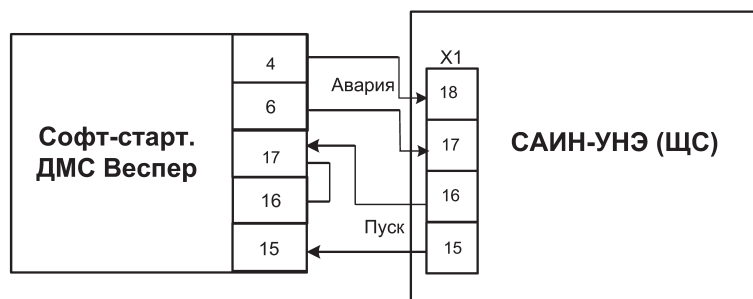 Софт-старт.
ДМС Веспер
4
6
17
16
15
Авария
Пуск
X1
18
17
16
15
САИН-УНЭ (ЩС)